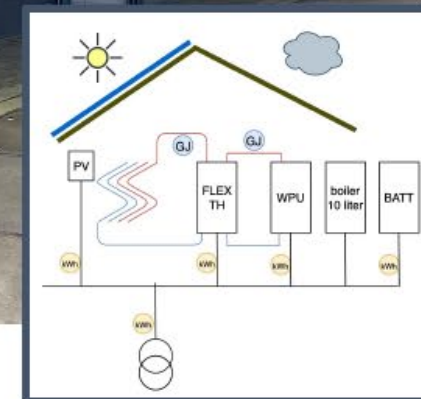 GJ
GJ
PV
FLEX
TH
WPU
boiler
10 liter
BATT
kWh
kWh
kWh
kWh
kWh